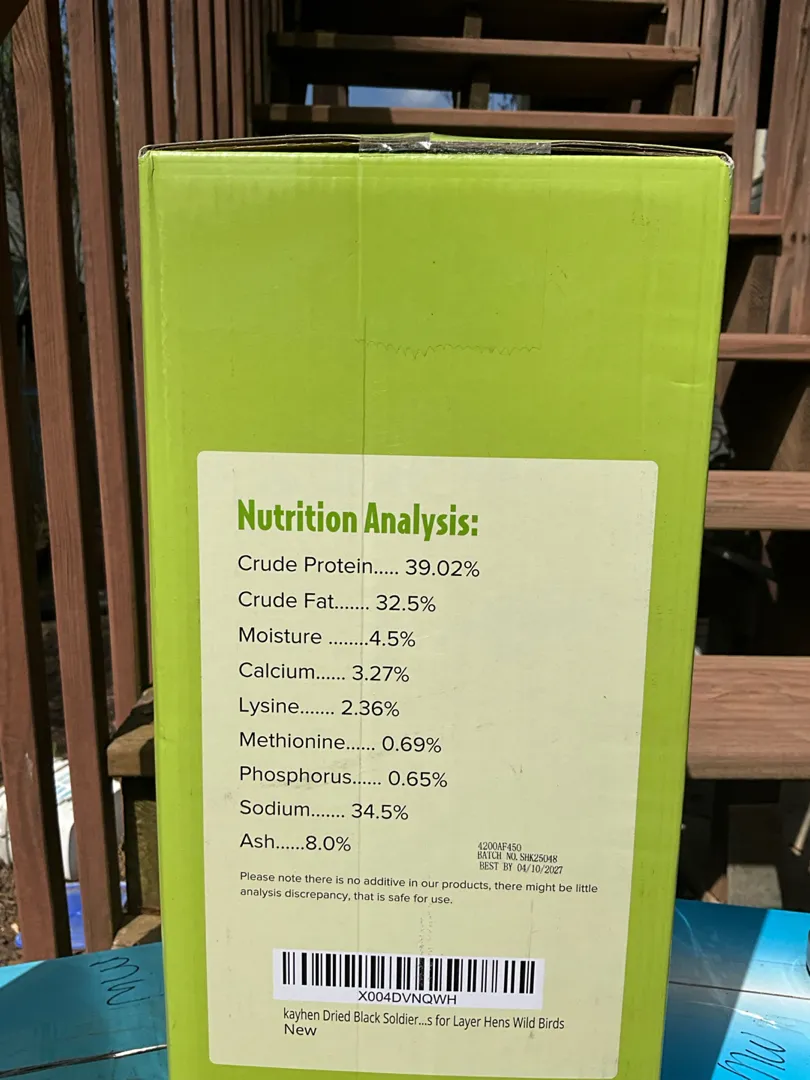 Nutrition Analysis:
Crude Protein..... 39.02%
Crude Fat....... 32.5%
Moisture ........4.5%
Calcium...... 3.27%
Lysine....... 2.36%
Methionine...... 0.69%
Phosphorus...... 0.65%
Sodium....... 34.5%
Ash......8.0%
4200AF450
BATCH NO. SHK25048
BEST BY 04/10/2027
Please note there is no additive in our products, there might be little
analysis discrepancy, that is safe for use.
X004DVNQWH
kayhen Dried Black Soldier...s for Layer Hens Wild Birds
New